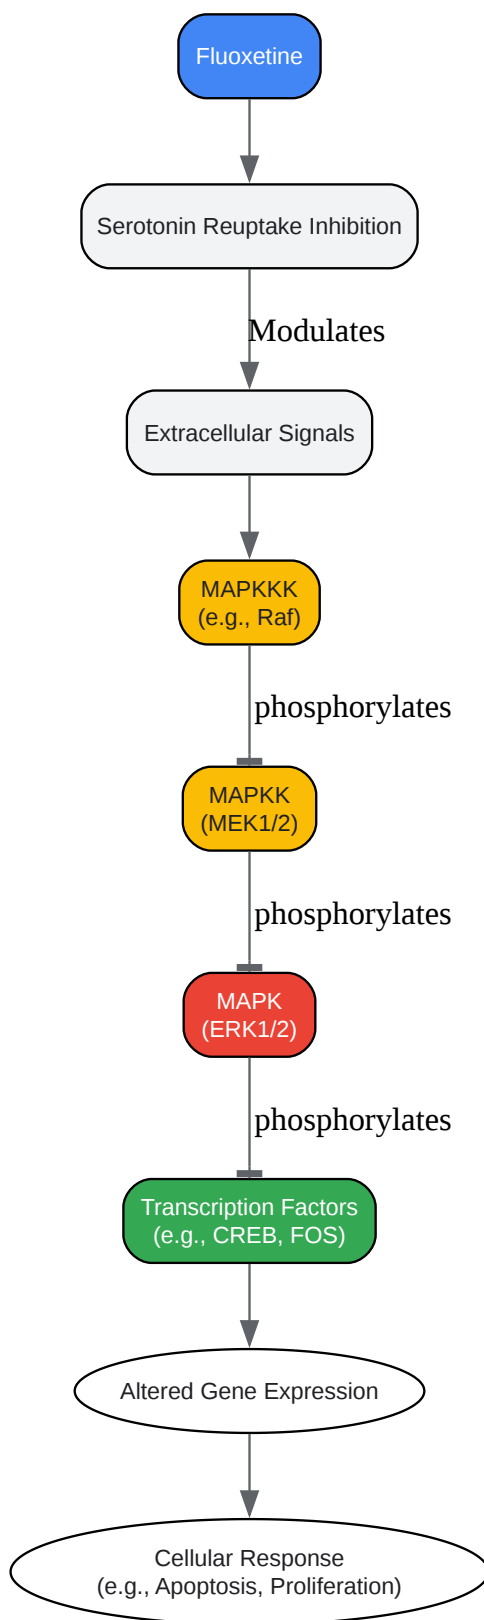 Fluoxetine
Serotonin Reuptake Inhibition
Modulates
Extracellular Signals
MAPKKK
(e.g., Raf)
phosphorylates
MAPKK
(MEK1/2)
phosphorylates
MAPK
(ERK1/2)
phosphorylates
Transcription Factors
(e.g., CREB, FOS)
Altered Gene Expression
Cellular Response
(e.g., Apoptosis, Proliferation)